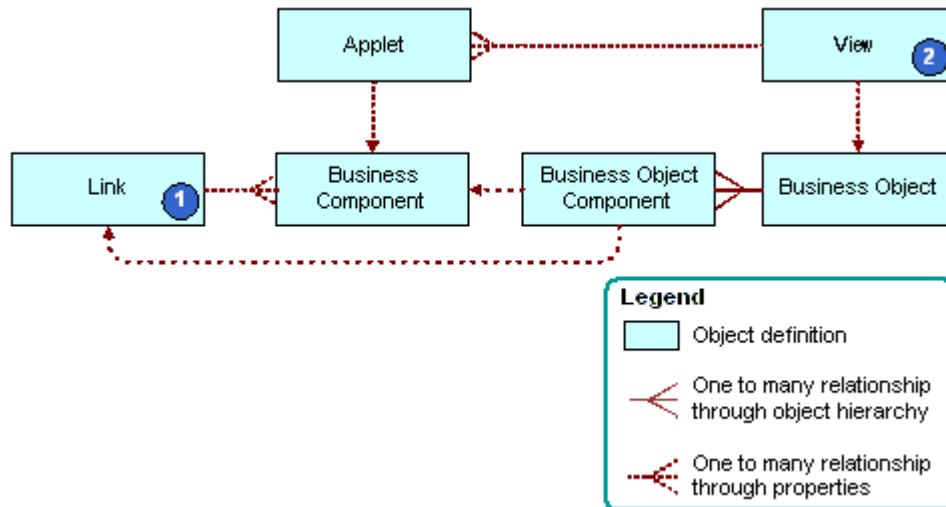 Applet
View
2
Link
1
Business
Component
Business Object
Component
Business Object
Legend
Object definition
One to many relationship
through object hierarchy
One to many relationship
through properties